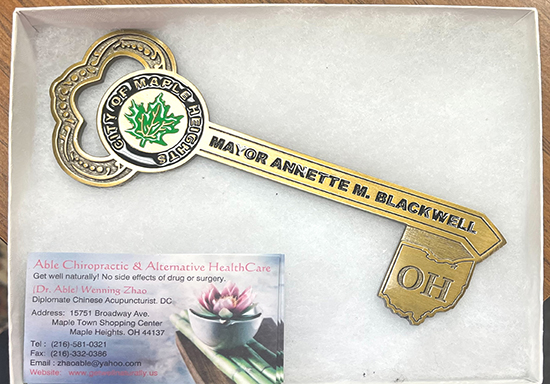 CITY OF MAPLE HEIGHTS
MAYOR ANNETTE M. BLACKWELL
OH
Able Chiropractic & Alternative HealthCare
Get well naturally! No side effects of drug or surgery.
(Dr. Able) Wenning Zhao
Diplomate Chinese Acupuncturist. DC
Address: 15751 Broadway Ave.
Maple Town Shopping Center
Maple Heights. OH 44137
Tel : (216)-581-0321
Fax: (216)-332-0386
Email : zhaoable@yahoo.com
Website: